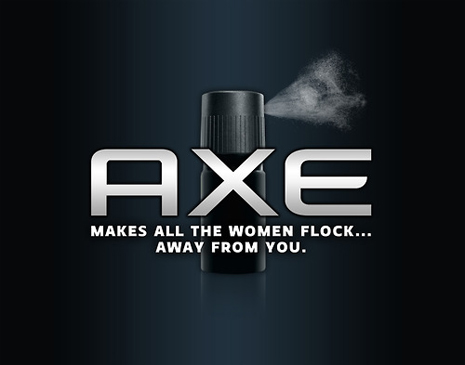 AXE
MAKES ALL THE WOMEN FLOCK...
AWAY FROM YOU.